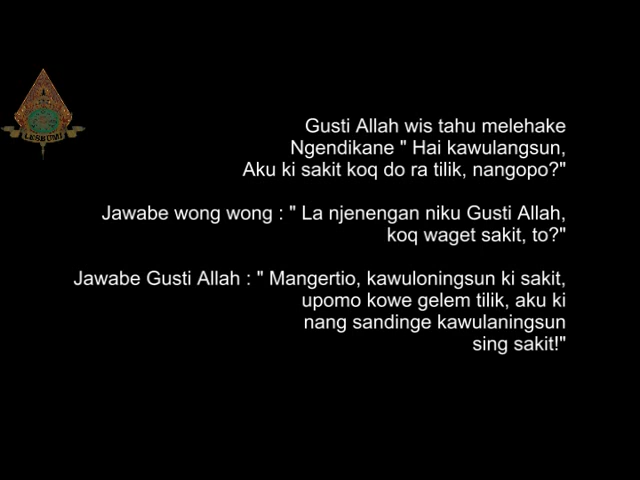 LESBUMI
Gusti Allah wis tahu melehake
Ngendikane " Hai kawulangsun,
Aku ki sakit koq do ra tilik, nangopo?"
Jawabe wong wong : " La njenengan niku Gusti Allah,
koq waget sakit, to?"
Jawabe Gusti Allah : " Mangertio, kawuloningsun ki sakit,
upomo kowe gelem tilik, aku ki
nang sandinge kawulaningsun
sing sakit!"